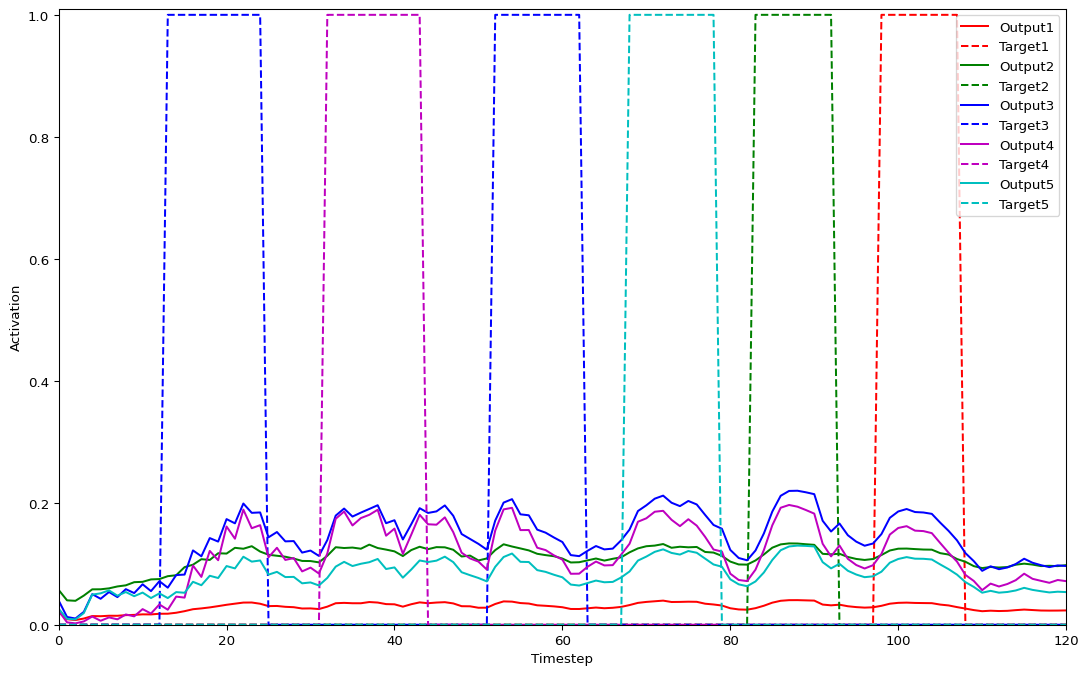 1.0
0.8
0.6
0.4
0.2
0.0
Activation
0 20 40 60 80 100 120
Timestep
Output1
Target1
Output2
Target2
Output3
Target3
Output4
Target4
Output5
Target5